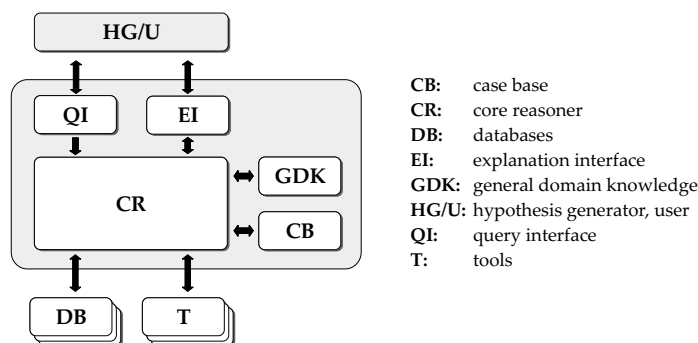 HG/U
QI
EI
CR
GDK
CB
DB
T
CB: case base
CR: core reasoner
DB: databases
EI: explanation interface
GDK: general domain knowledge
HG/U: hypothesis generator, user
QI: query interface
T: tools